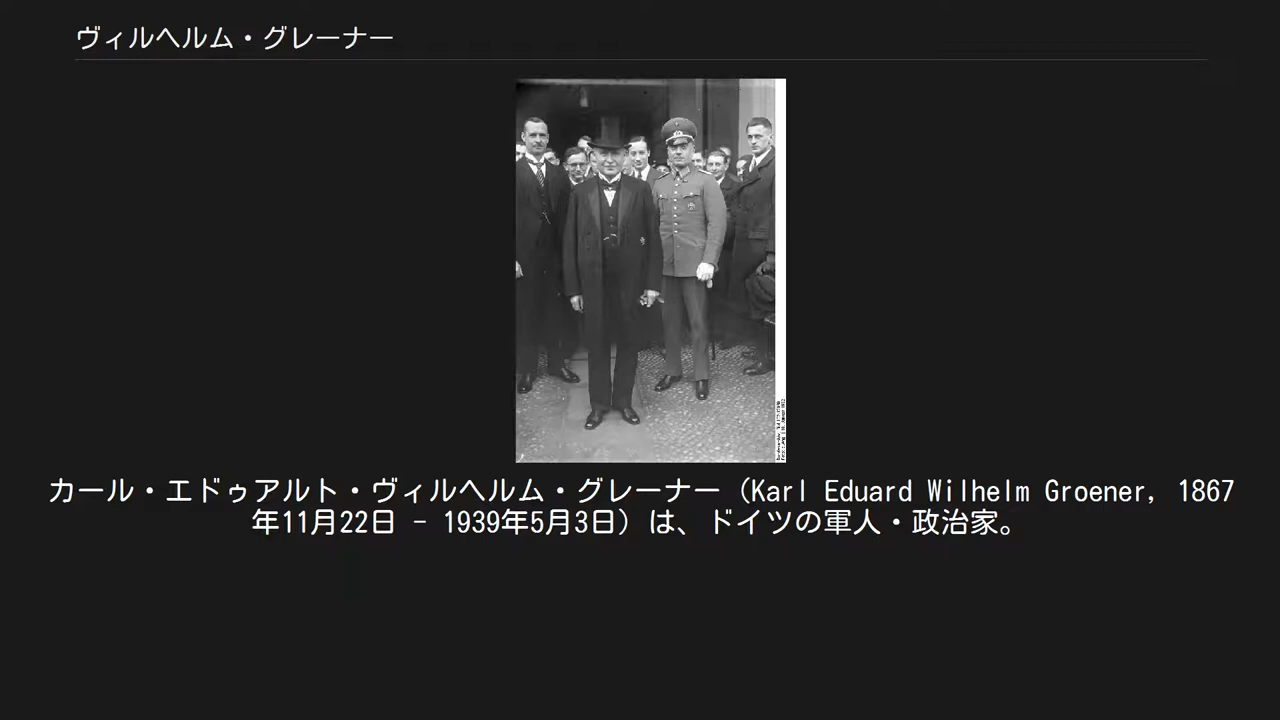 ヴィルヘルム・グレーナー
カール・エドゥアルト・ヴィルヘルム・グレーナー（Karl Eduard Wilhelm Groener, 1867
年11月22日 - 1939年5月3日）は、ドイツの軍人・政治家。